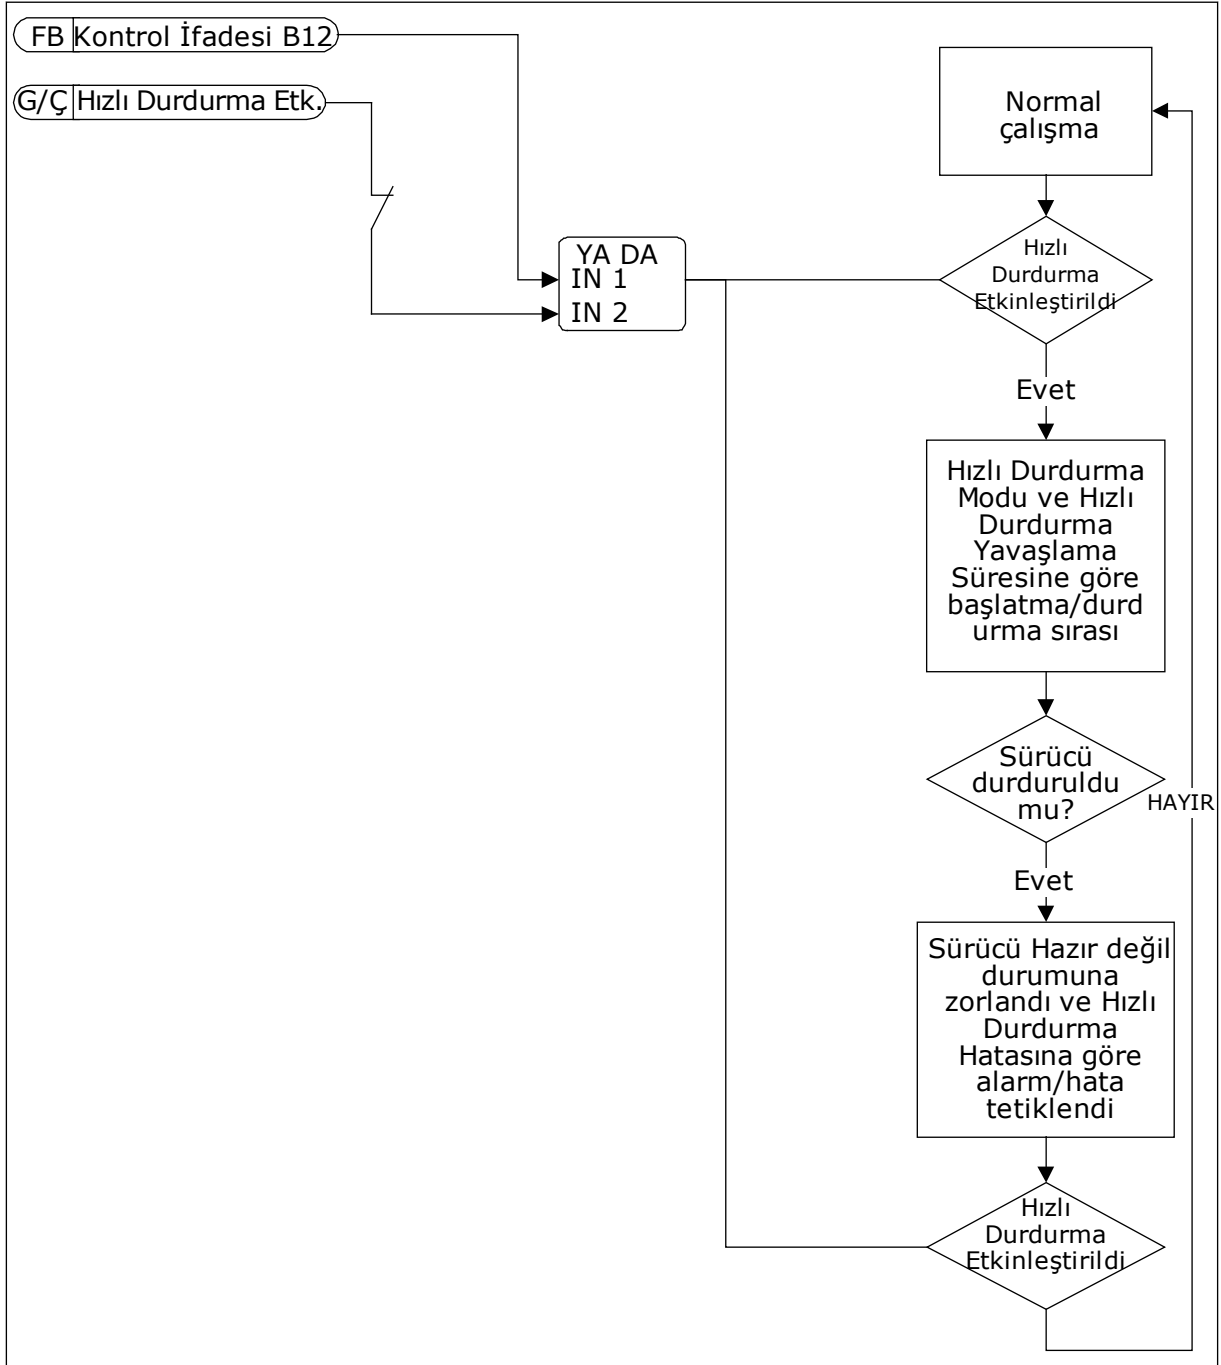 FB Kontrol İfadesi B12
G/Ç Hızlı Durdurma Etk.
Normal
çalışma
YA DA
IN 1
IN 2
Hızlı
Durdurma
Etkinleştirildi
Evet
Hızlı Durdurma
Modu ve Hızlı
Durdurma
Yavaşlama
Süresine göre
başlatma/durd
urma sırası
Sürücü
durduruldu
mu?
HAYIR
Evet
Sürücü Hazır değil
durumuna
zorlandı ve Hızlı
Durdurma
Hatasına göre
alarm/hata
tetiklendi
Hızlı
Durdurma
Etkinleştirildi